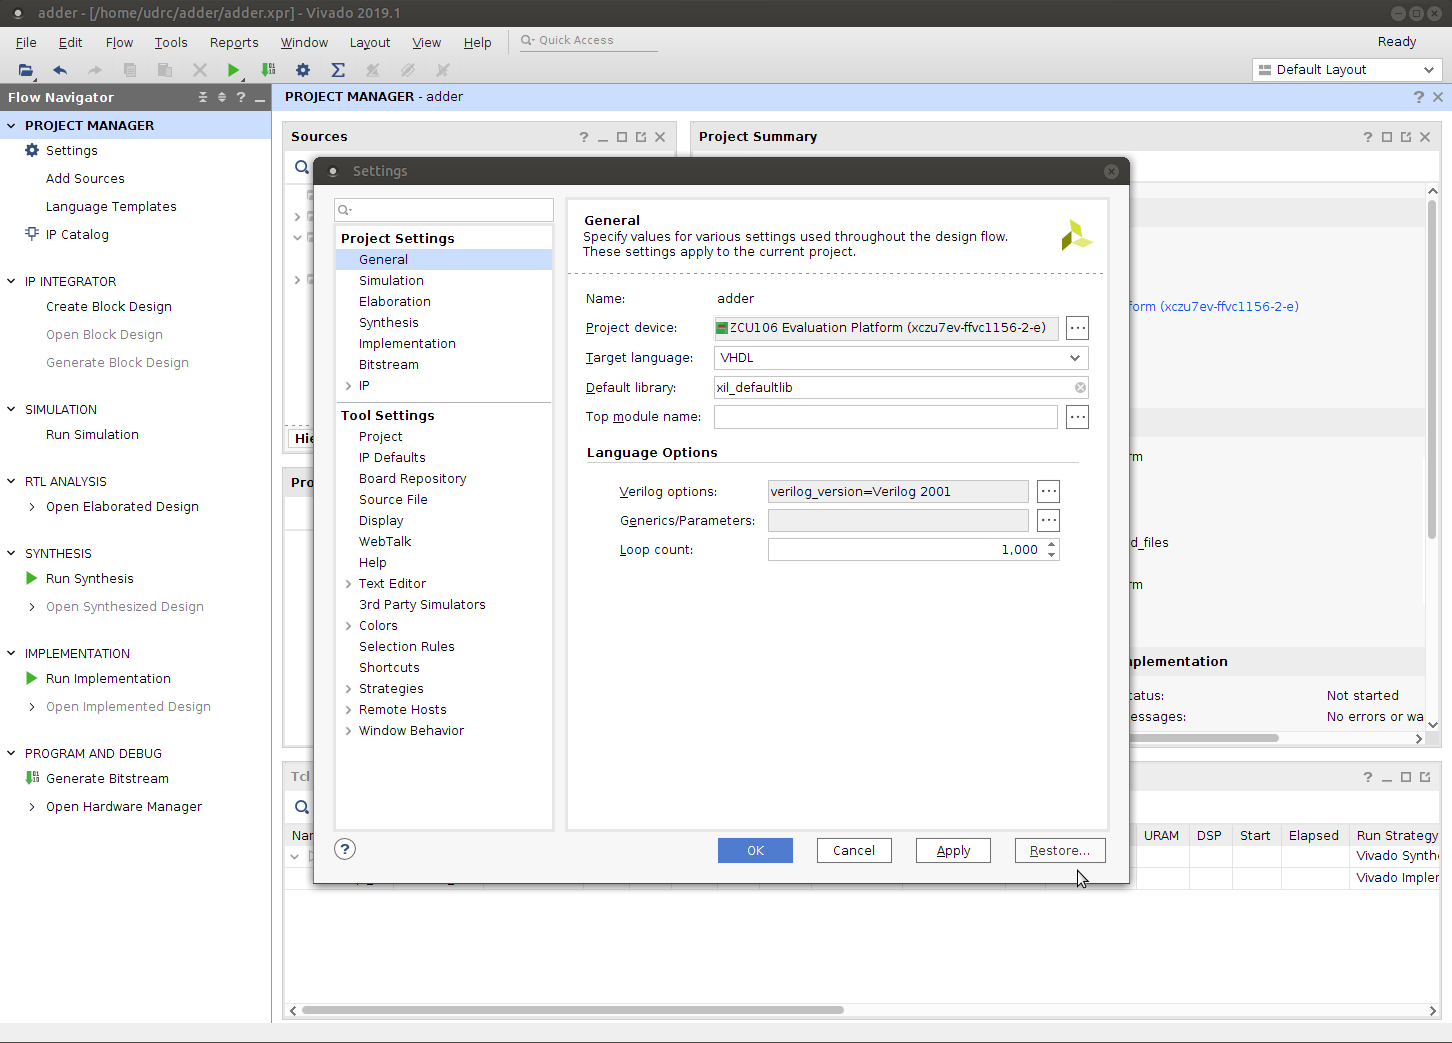 adder - [/home/udrc/adder/adder.xpr] - Vivado 2019.1
File Edit Flow Tools Reports Window Layout View Help Quick Access Ready
Default Layout
Flow Navigator
PROJECT MANAGER
Settings
Add Sources
Language Templates
IP Catalog
IP INTEGRATOR
Create Block Design
Open Block Design
Generate Block Design
SIMULATION
Run Simulation
RTL ANALYSIS
Open Elaborated Design
SYNTHESIS
Run Synthesis
Open Synthesized Design
IMPLEMENTATION
Run Implementation
Open Implemented Design
PROGRAM AND DEBUG
Generate Bitstream
Open Hardware Manager
PROJECT MANAGER - adder
Sources
Project Summary
Settings
Project Settings
General
Simulation
Elaboration
Synthesis
Implementation
Bitstream
IP
Tool Settings
Project
IP Defaults
Board Repository
Source File
Display
WebTalk
Help
Text Editor
3rd Party Simulators
Colors
Selection Rules
Shortcuts
Strategies
Remote Hosts
Window Behavior
General
Specify values for various settings used throughout the design flow.
These settings apply to the current project.
Name: adder
Project device: ZCU106 Evaluation Platform (xczu7ev-ffvc1156-2-e)
Target language: VHDL
Default library: xil_defaultlib
Top module name:
Language Options
Verilog options: verilog_version=Verilog 2001
Generics/Parameters:
Loop count: 1,000
OK Cancel Apply Restore...
form (xczu7ev-ffvc1156-2-e)
rm
d_files
rm
plementation
tatus: Not started
essages: No errors or wa
Hie
Pro
Tcl
Nar
URAM DSP Start Elapsed Run Strategy
Vivado Synth
Vivado Impler